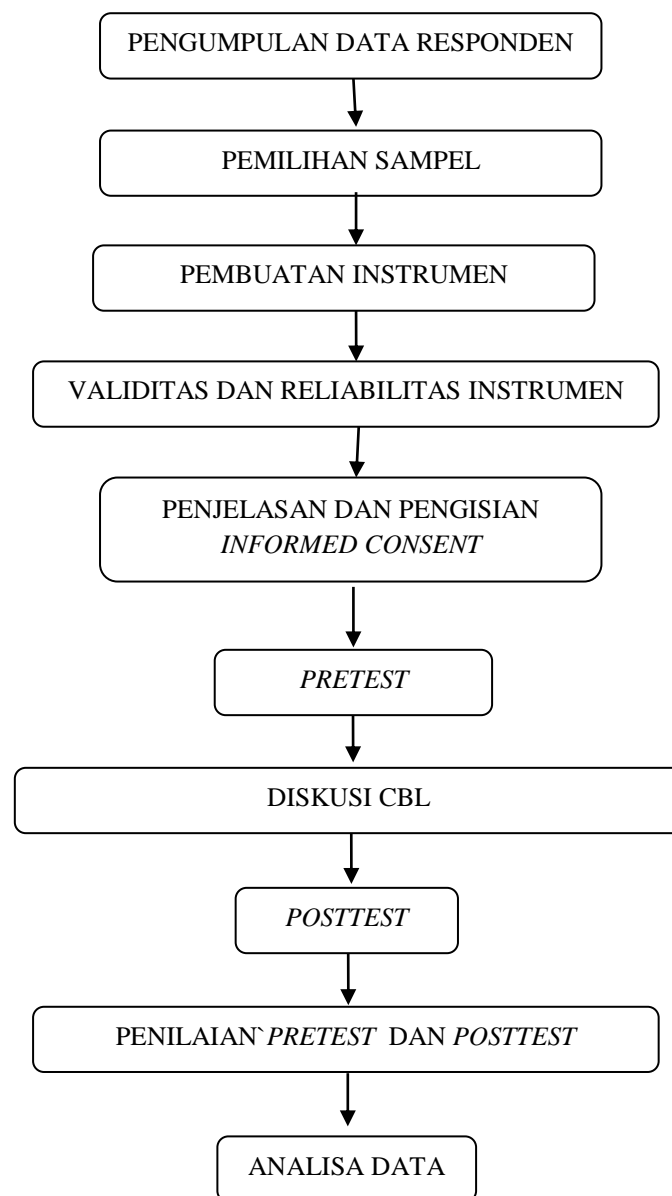 PENGUMPULAN DATA RESPONDEN
PEMILIHAN SAMPEL
PEMBUATAN INSTRUMEN
VALIDITAS DAN RELIABILITAS INSTRUMEN
PENJELASAN DAN PENGISIAN
INFORMED CONSENT
PRETEST
DISKUSI CBL
POSTTEST
PENILAIAN`PRETEST DAN POSTTEST
ANALISA DATA